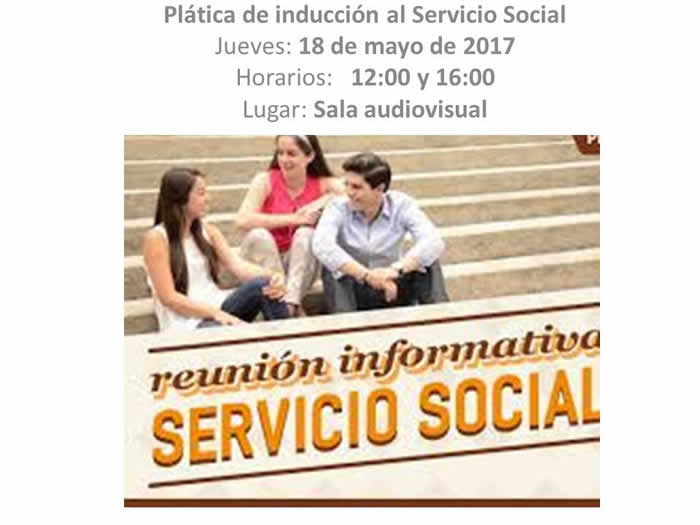 Plática de inducción al Servicio Social
Jueves: 18 de mayo de 2017
Horarios: 12:00 y 16:00
Lugar: Sala audiovisual
reunión informativa
SERVICIO SOCIAL